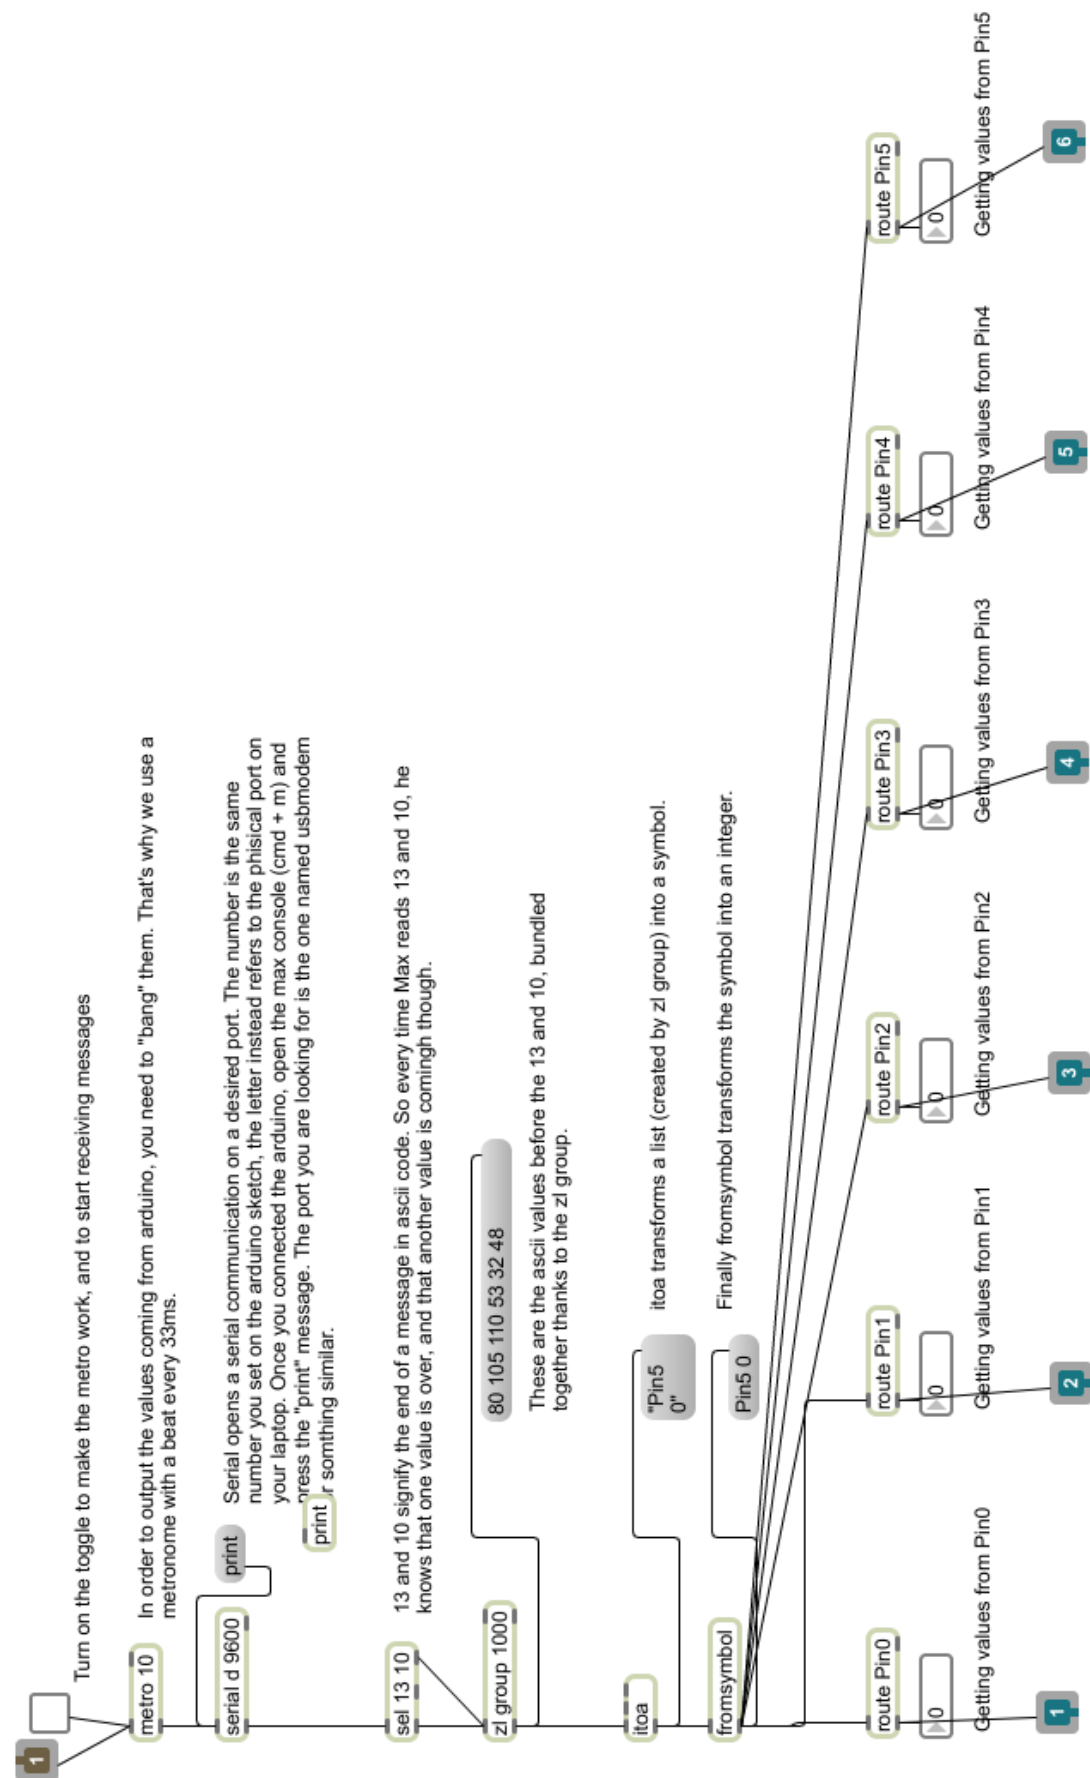 1
Turn on the toggle to make the metro work, and to start receiving messages
metro 10
In order to output the values coming from arduino, you need to "bang" them. That's why we use a
metronome with a beat every 33ms.
serial d 9600
print
Serial opens a serial communication on a desired port. The number is the same
number you set on the arduino sketch, the letter instead refers to the phisical port on
your laptop. Once you connected the arduino, open the max console (cmd + m) and
press the "print" message. The port you are looking for is the one named usbmodem
r somthing similar.
print
sel 13 10
13 and 10 signify the end of a message in ascii code. So every time Max reads 13 and 10, he
knows that one value is over, and that another value is comingh though.
zl group 1000
80 105 110 53 32 48
These are the ascii values before the 13 and 10, bundled
together thanks to the zl group.
itoa
"Pin5
0"
itoa transforms a list (created by zl group) into a symbol.
fromsymbol
Pin5 0
Finally fromsymbol transforms the symbol into an integer.
route Pin0
route Pin1
route Pin2
route Pin3
route Pin4
route Pin5
0
0
0
0
0
0
Getting values from Pin0
Getting values from Pin1
Getting values from Pin2
Getting values from Pin3
Getting values from Pin4
Getting values from Pin5
1
2
3
4
5
6